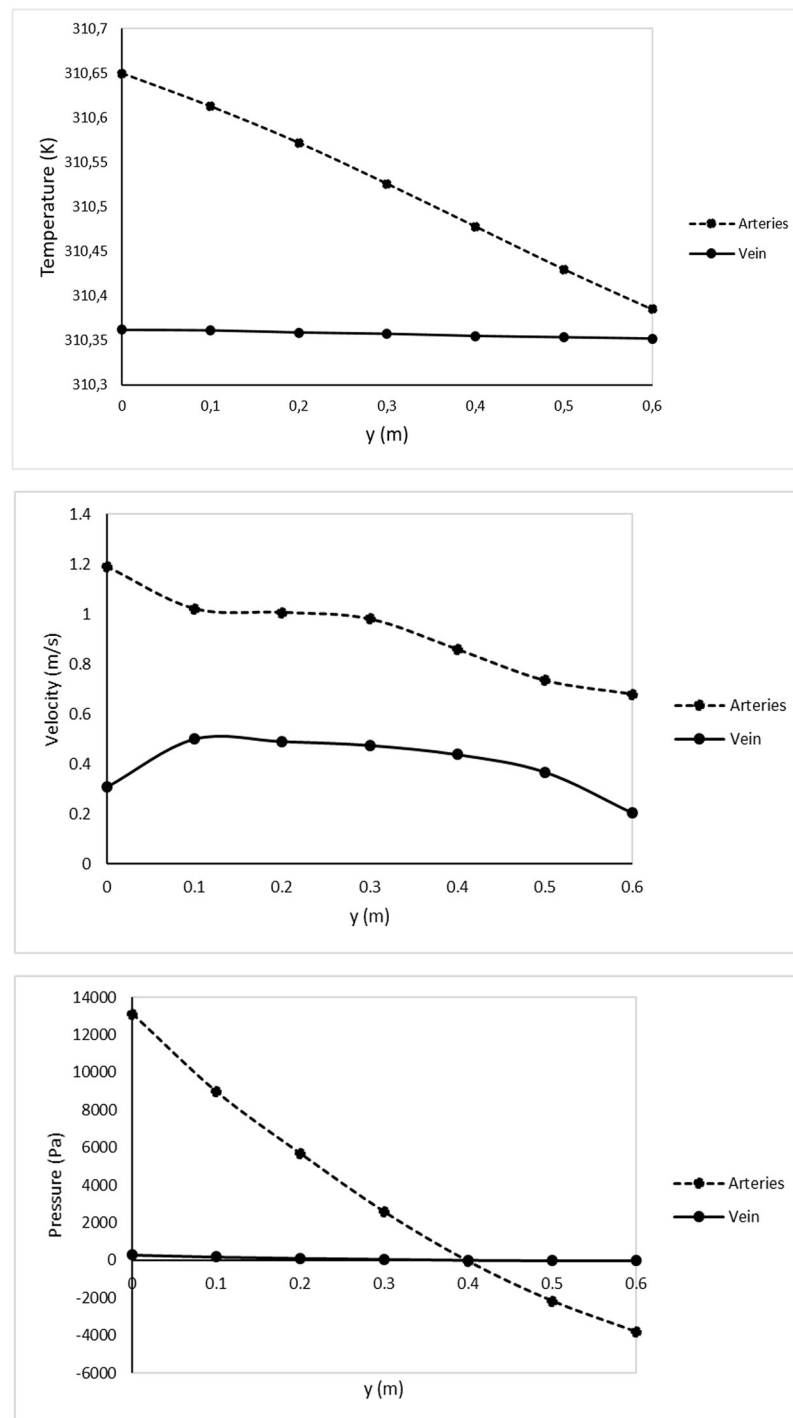 310,7
310,65
310,6
310,55
310,5
310,45
310,4
310,35
310,3
Temperature (K)
0 0,1 0,2 0,3 0,4 0,5 0,6
y (m)
Arteries
Vein
1.4
1.2
1
0.8
0.6
0.4
0.2
0
Velocity (m/s)
0 0.1 0.2 0.3 0.4 0.5 0.6
y (m)
Arteries
Vein
14000
12000
10000
8000
6000
4000
2000
0
-2000
-4000
-6000
Pressure (Pa)
0 0.1 0.2 0.3 0.4 0.5 0.6
y (m)
Arteries
Vein